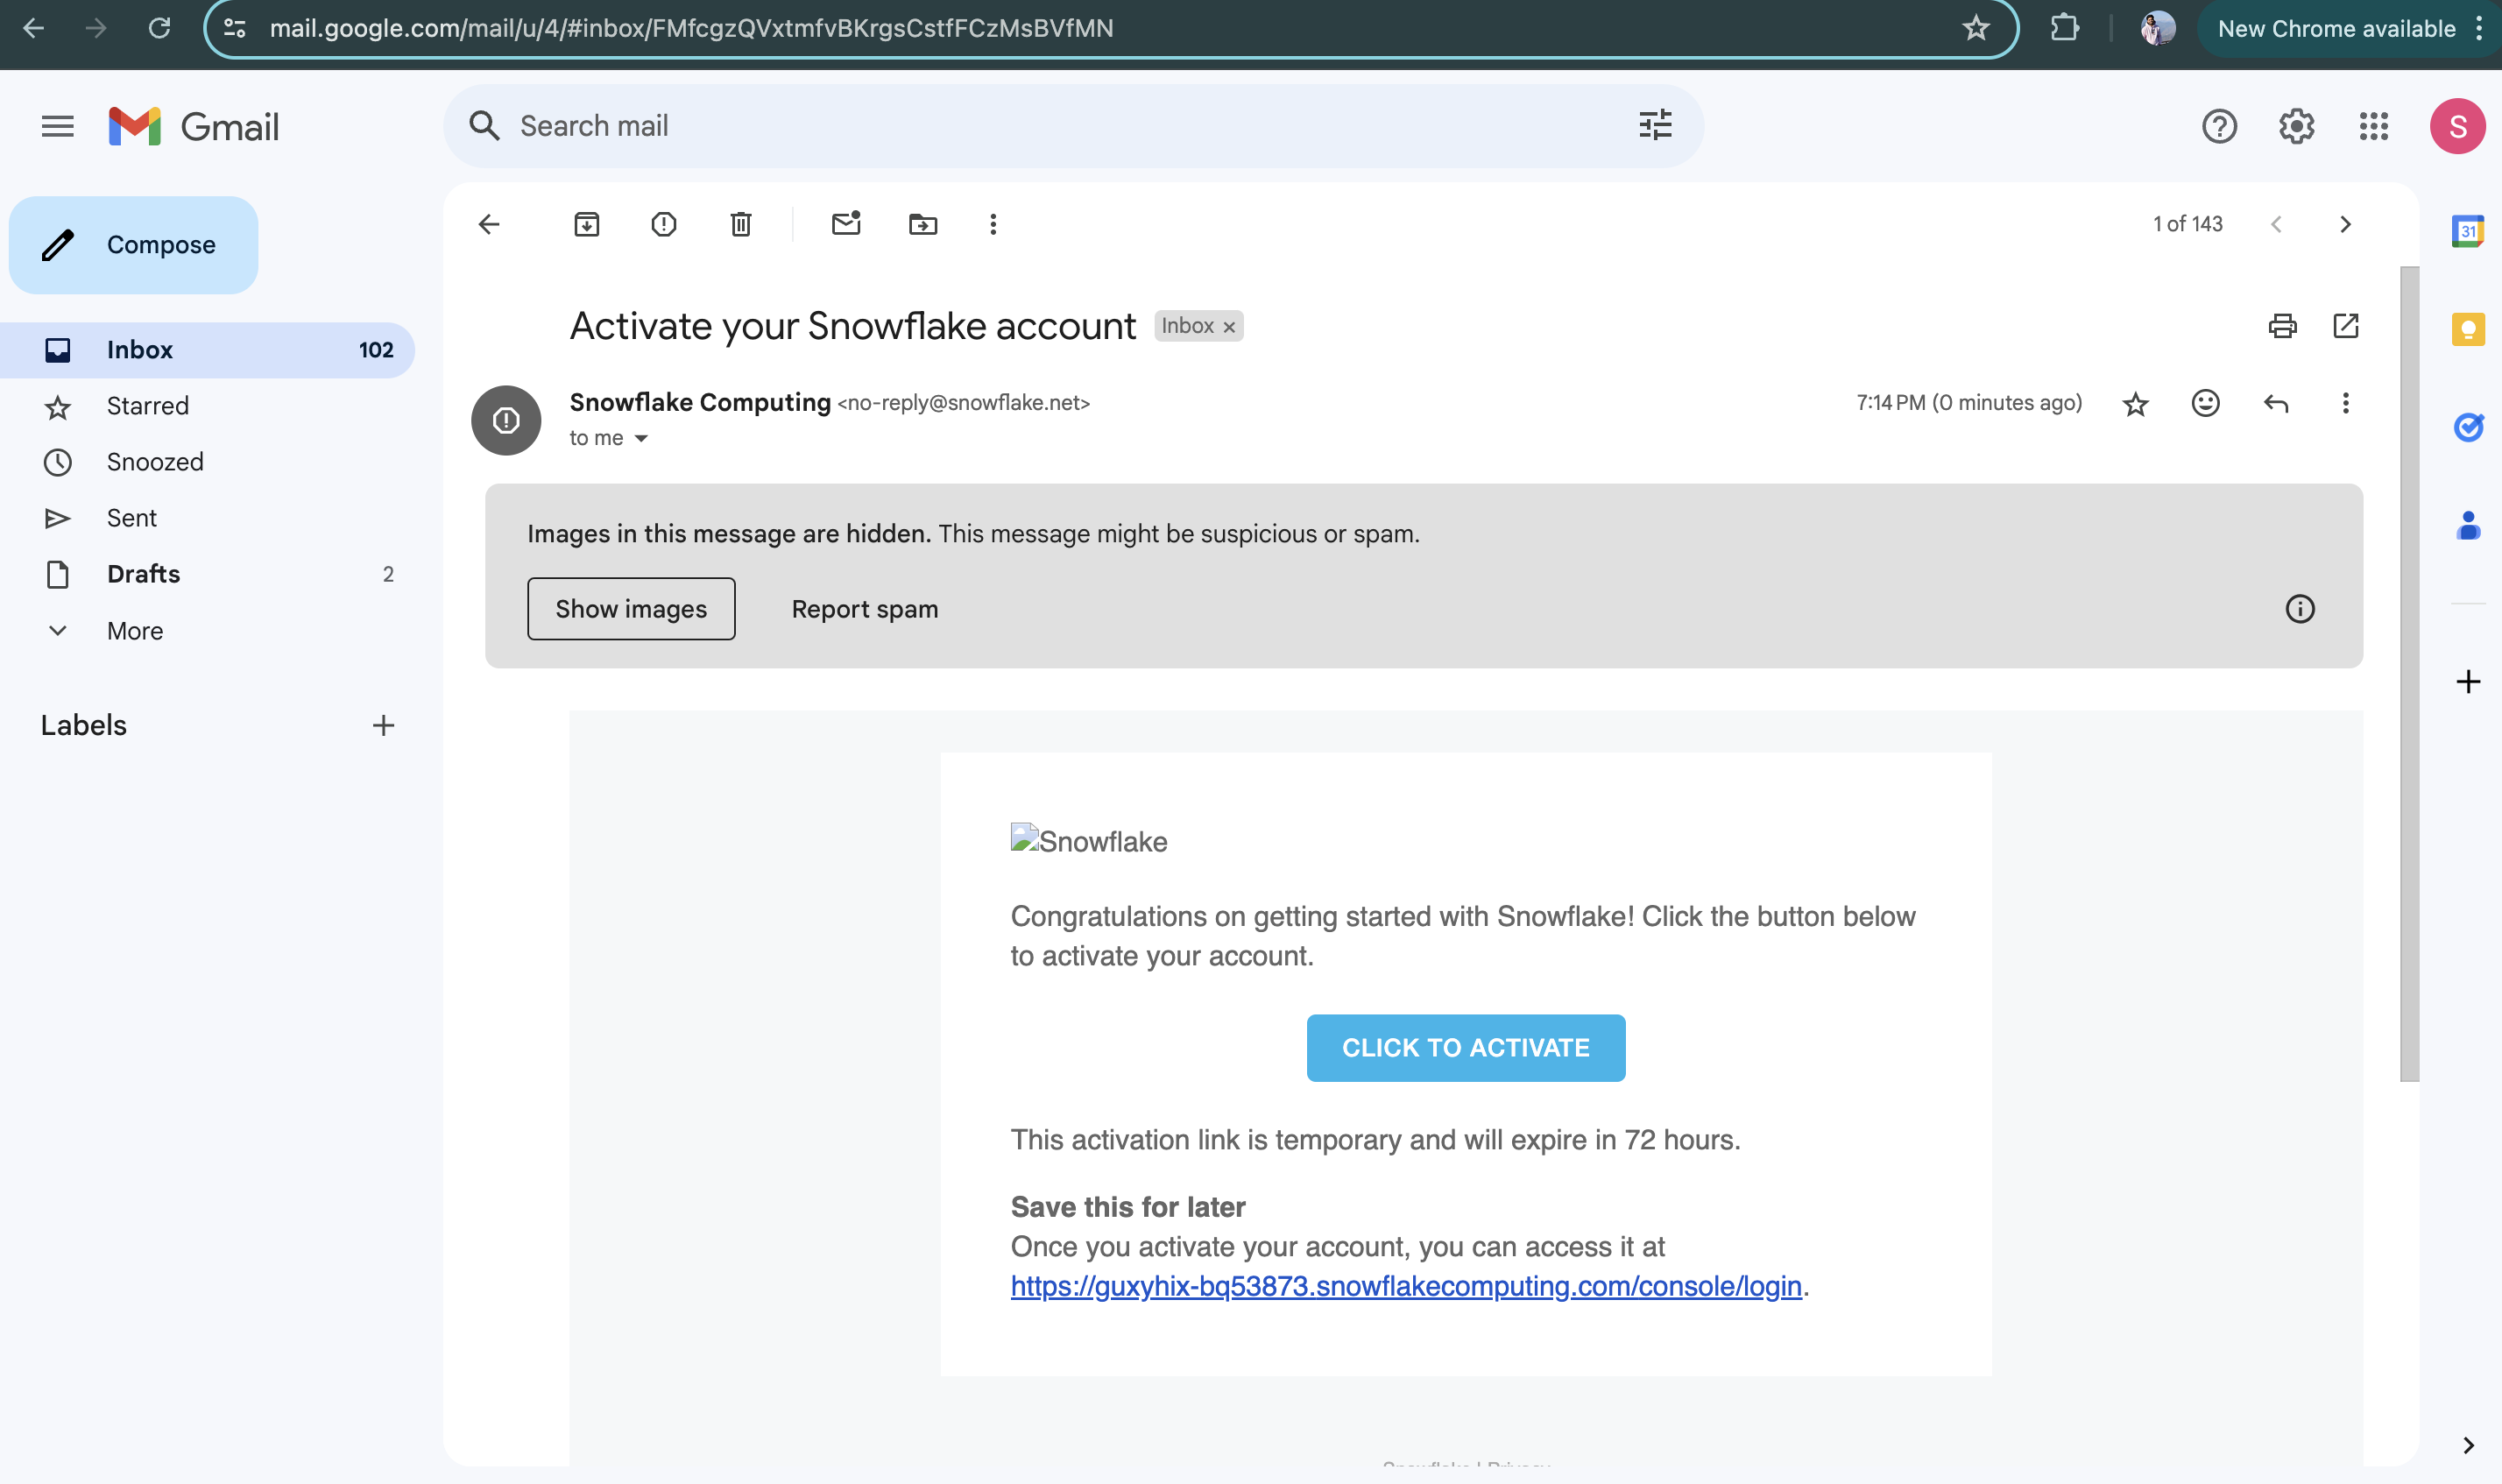 mail.google.com/mail/u/4/#inbox/FMfcgzQVxtmfvBKrgsCstfFCzMsBVfMN
New Chrome available
Gmail
Search mail
S
Compose
1 of 143
31
Activate your Snowflake account
Inbox ×
Inbox 102
Starred
Snoozed
Sent
Drafts 2
More
Labels
Snowflake Computing <no-reply@snowflake.net>
7:14 PM (0 minutes ago)
to me
Images in this message are hidden. This message might be suspicious or spam.
Show images
Report spam
Snowflake
Congratulations on getting started with Snowflake! Click the button below
to activate your account.
CLICK TO ACTIVATE
This activation link is temporary and will expire in 72 hours.
Save this for later
Once you activate your account, you can access it at
https://guxyhix-bq53873.snowflakecomputing.com/console/login.
Snowflake | Privacy